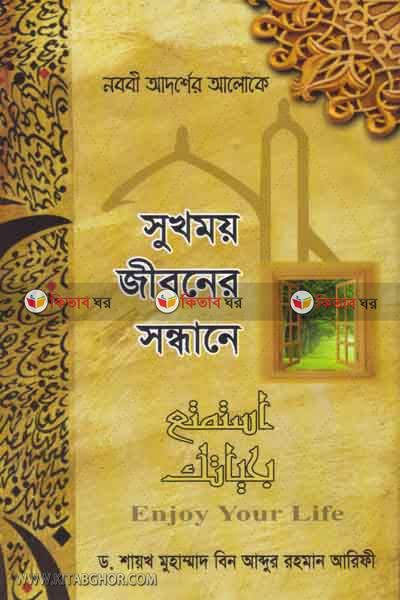 নববী আদর্শের আলোকে
সুখময়
জীবনের
কিতাব ঘর কিতাব ঘর কিতাব ঘর
সন্ধানে
استمتع
بحياتك
Enjoy Your Life
ড. শায়খ মুহাম্মাদ বিন আব্দুর রহমান আরিফী
WWW.KITABGHOR.COM